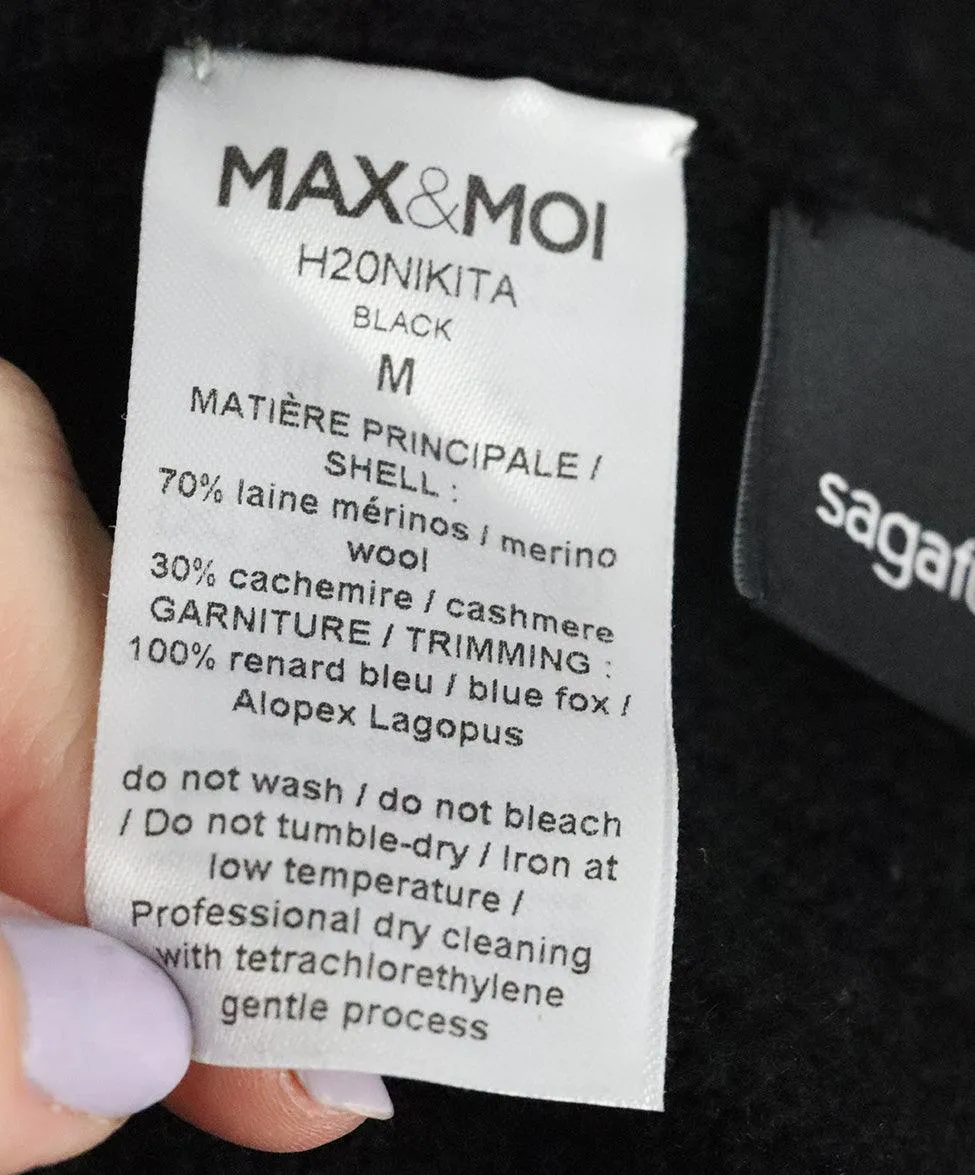 MAX&MOI
H20NIKITA
BLACK
M
MATIÈRE PRINCIPALE /
SHELL :
70% laine mérinos / merino
wool
30% cachemire / cashmere
GARNITURE / TRIMMING :
100% renard bleu / blue fox /
Alopex Lagopus
do not wash / do not bleach
/ Do not tumble-dry / Iron at
low temperature /
Professional dry cleaning
with tetrachlorethylene
gentle process